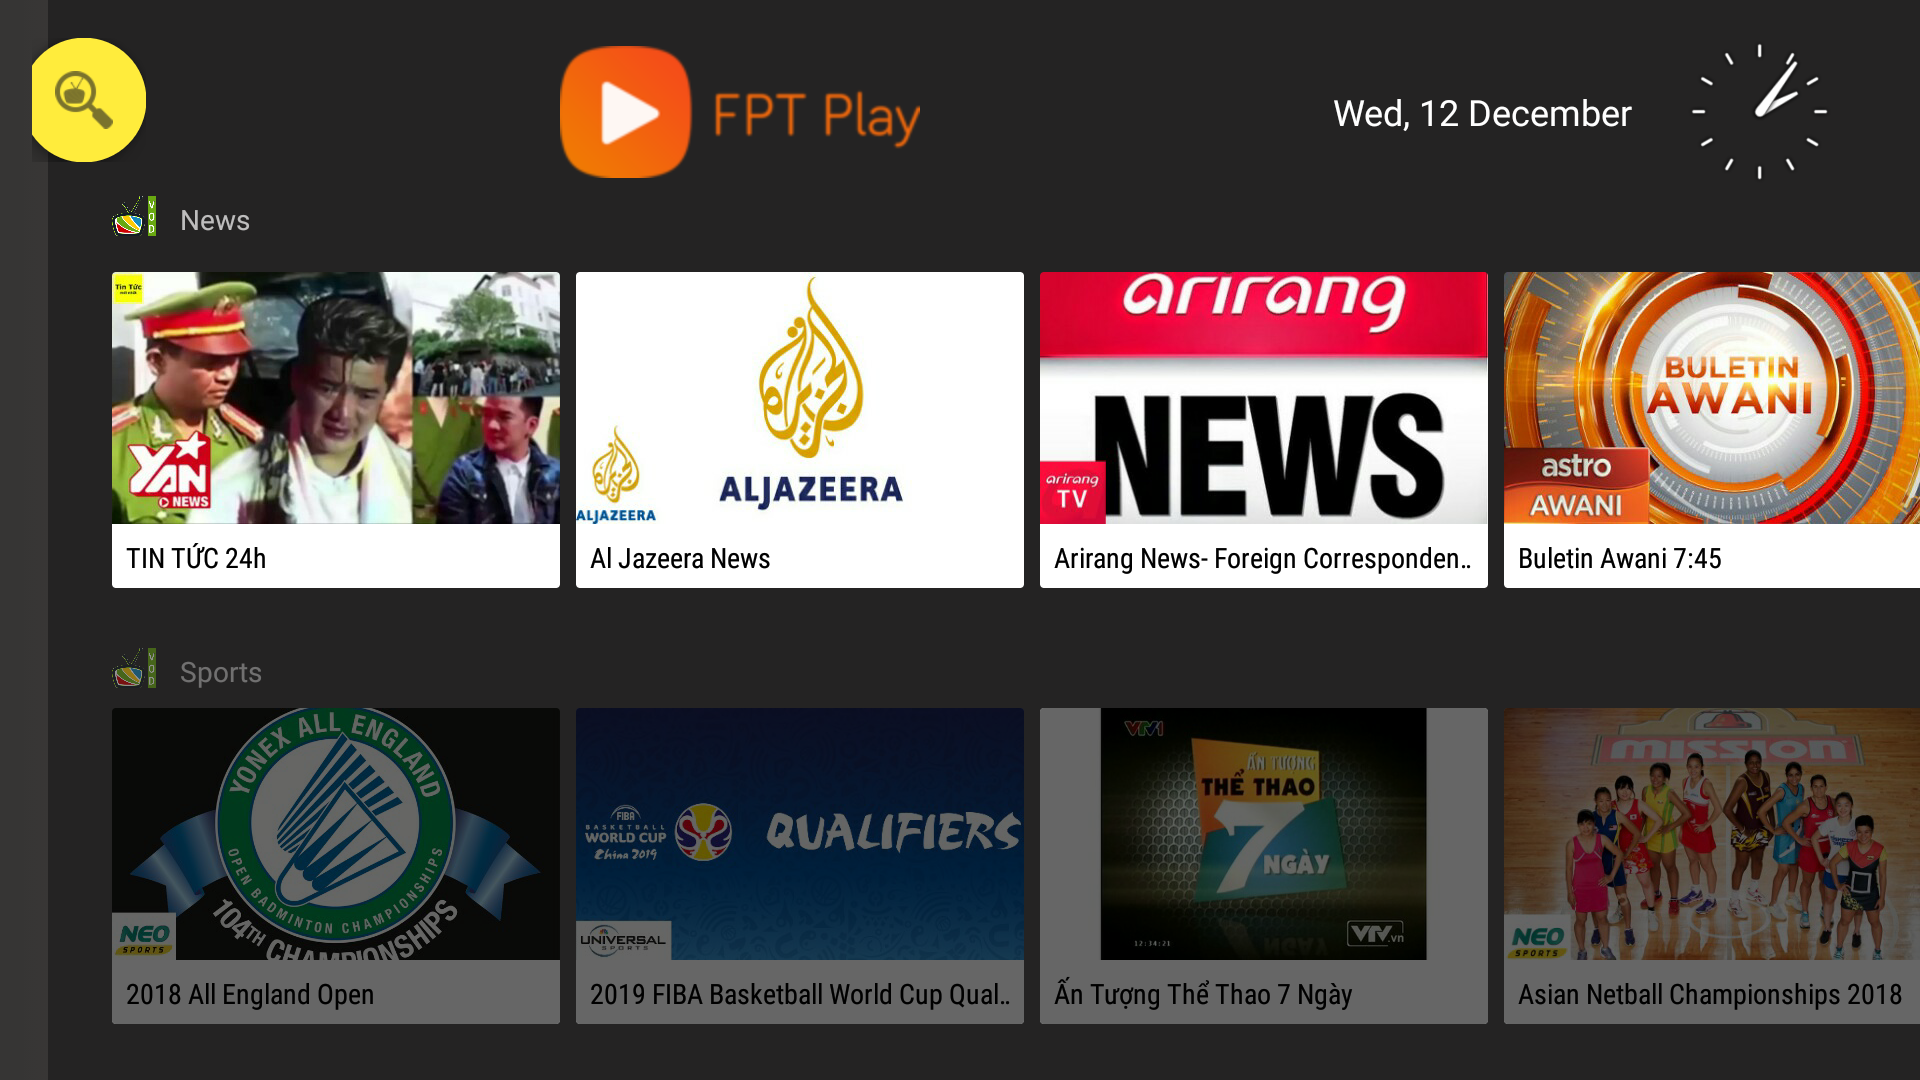 FPT Play
Wed, 12 December
VOD
News
Tin Tức
YAN
NEWS
TIN TỨC 24h
ALJAZEERA
ALJAZEERA
Al Jazeera News
arirang
NEWS
arirang
TV
Arirang News- Foreign Corresponden..
BULETIN
AWANI
astro
AWANI
Buletin Awani 7:45
VOD
Sports
YONEX ALL ENGLAND
OPEN BADMINTON CHAMPIONSHIPS
104TH CHAMPIONSHIPS
NEO
SPORTS
2018 All England Open
FIBA
BASKETBALL
WORLD CUP
China 2019
QUALIFIERS
UNIVERSAL
SPORTS
2019 FIBA Basketball World Cup Qual..
VTV1
ẤN TƯỢNG
THỂ THAO
7
NGÀY
12:34:21
VTV.vn
Ấn Tượng Thể Thao 7 Ngày
mission
NEO
SPORTS
Asian Netball Championships 2018